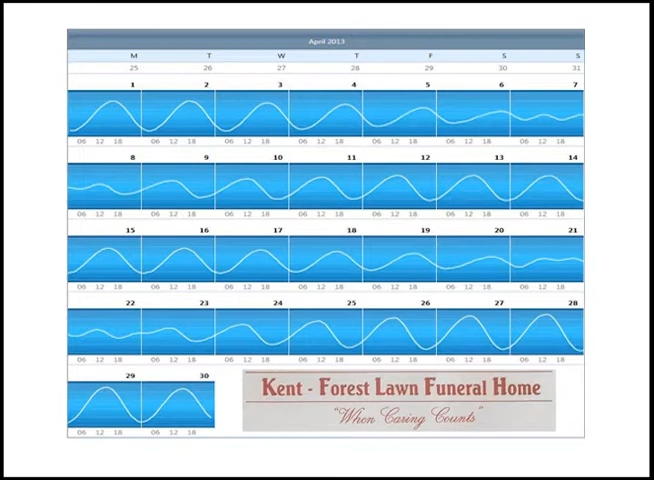 April 2013
M T W T F S S
25 26 27 28 29 30 31
1 2 3 4 5 6 7
06 12 18 06 12 18 06 12 18 06 12 18 06 12 18 06 12 18 06 12 18
8 9 10 11 12 13 14
06 12 18 06 12 18 06 12 18 06 12 18 06 12 18 06 12 18 06 12 18
15 16 17 18 19 20 21
06 12 18 06 12 18 06 12 18 06 12 18 06 12 18 06 12 18 06 12 18
22 23 24 25 26 27 28
06 12 18 06 12 18 06 12 18 06 12 18 06 12 18 06 12 18 06 12 18
29 30
06 12 18 06 12 18
Kent - Forest Lawn Funeral Home
"When Caring Counts"